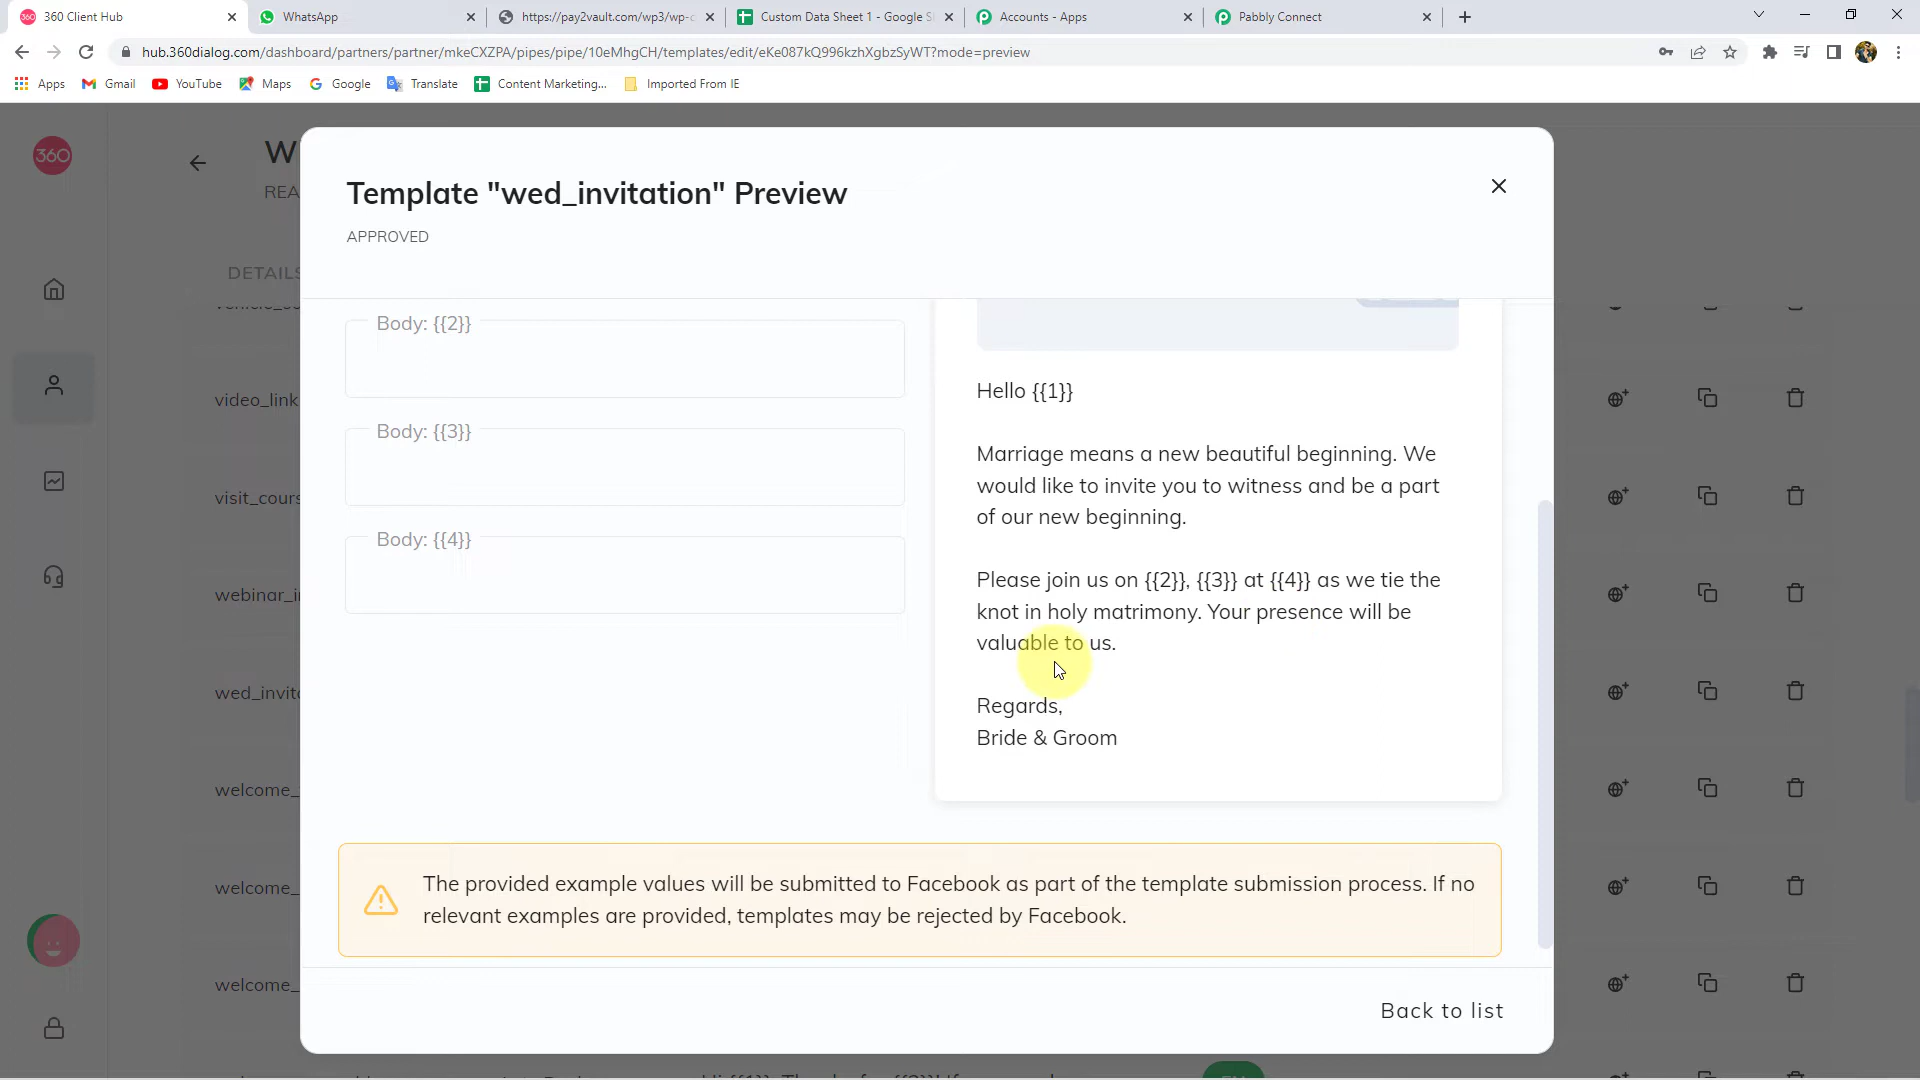 360 Client Hub
WhatsApp
https://pay2vault.com/wp3/wp-c
Custom Data Sheet 1 - Google S
Accounts - Apps
Pabbly Connect
hub.360dialog.com/dashboard/partners/partner/mkeCXZPA/pipes/pipe/10eMhgCH/templates/edit/eKe087kQ996kzhXgbzSyWT?mode=preview
Apps
Gmail
YouTube
Maps
Google
Translate
Content Marketing...
Imported From IE
360
W
REA
DETAILS
Template "wed_invitation" Preview
APPROVED
Body: {{2}}
Body: {{3}}
Body: {{4}}
Hello {{1}}
Marriage means a new beautiful beginning. We
would like to invite you to witness and be a part
of our new beginning.
Please join us on {{2}}, {{3}} at {{4}} as we tie the
knot in holy matrimony. Your presence will be
valuable to us.
Regards,
Bride & Groom
The provided example values will be submitted to Facebook as part of the template submission process. If no
relevant examples are provided, templates may be rejected by Facebook.
Back to list
video_link
visit_cours
webinar_i
wed_invita
welcome_
welcome_
welcome_